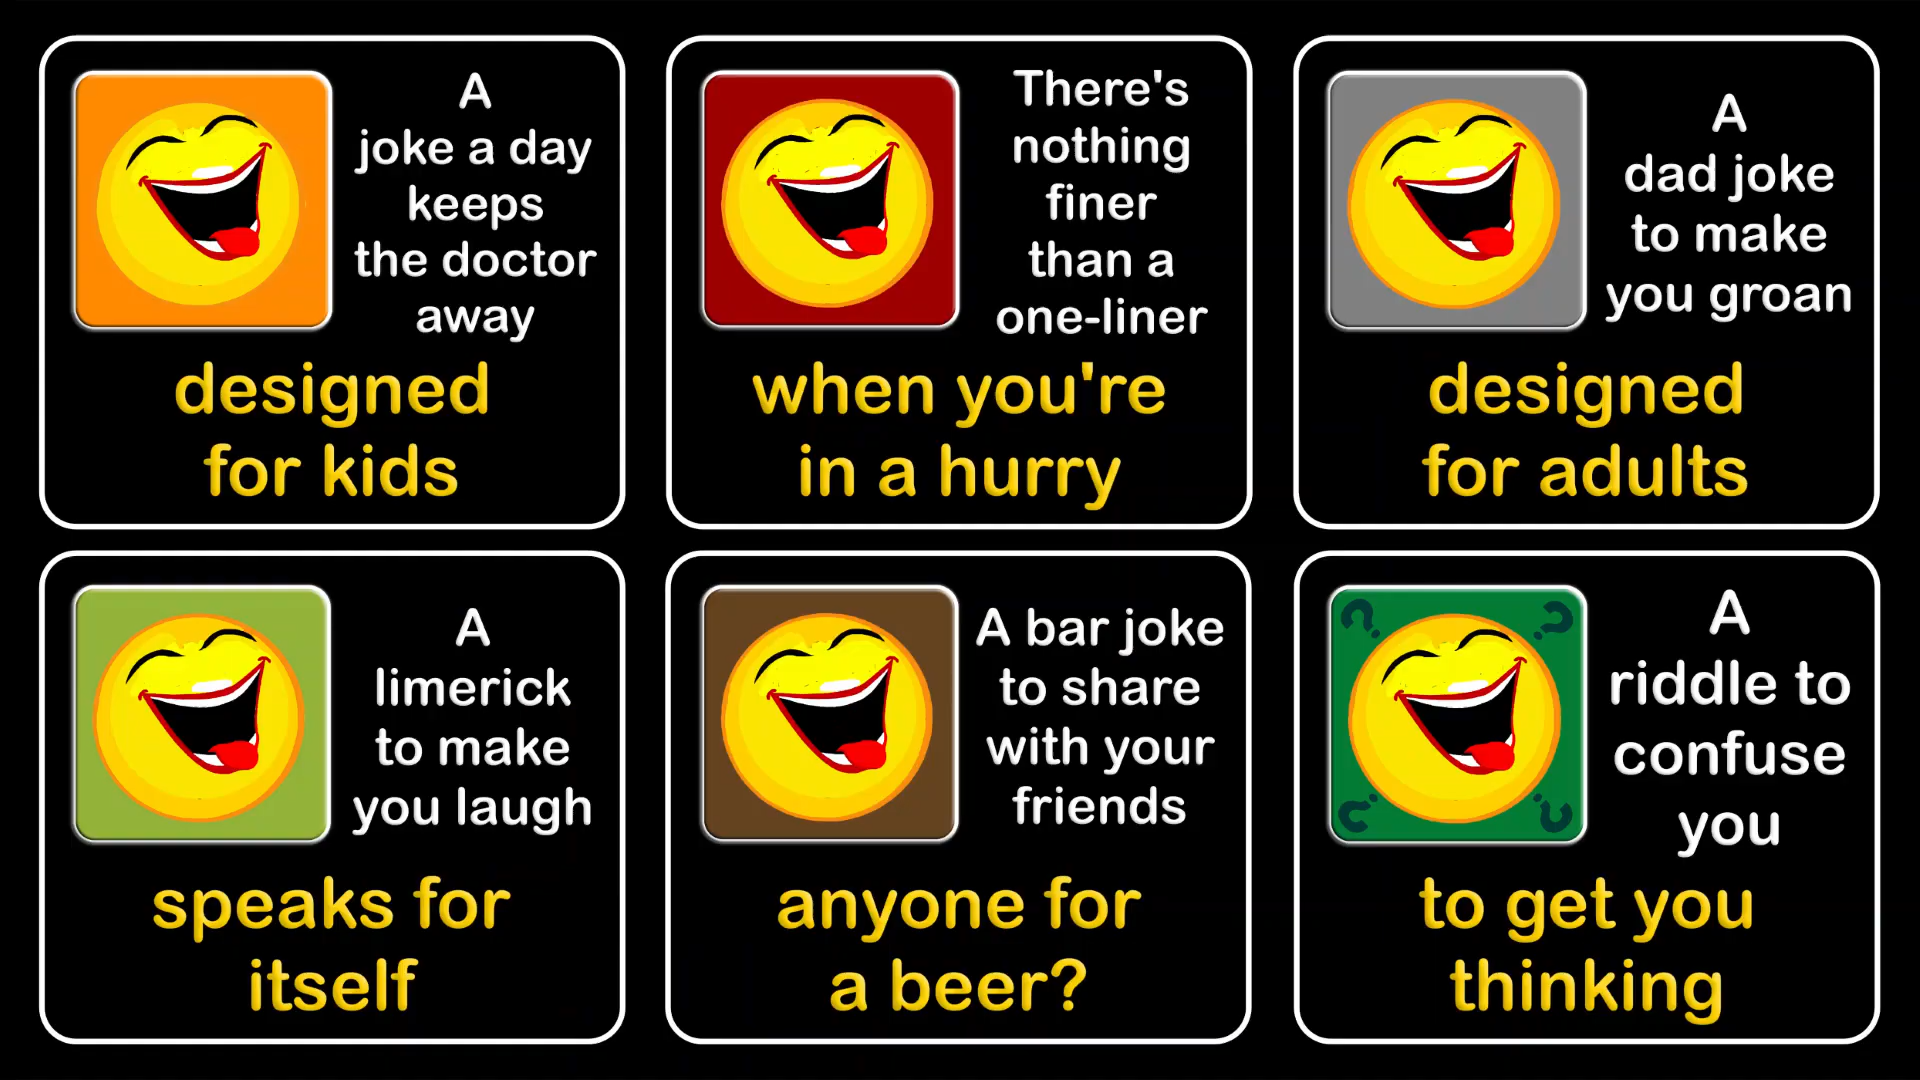 A
joke a day
keeps
the doctor
away
designed
for kids
There's
nothing
finer
than a
one-liner
when you're
in a hurry
A
dad joke
to make
you groan
designed
for adults
A
limerick
to make
you laugh
speaks for
itself
A bar joke
to share
with your
friends
anyone for
a beer?
? ?
? ?
A
riddle to
confuse
you
to get you
thinking